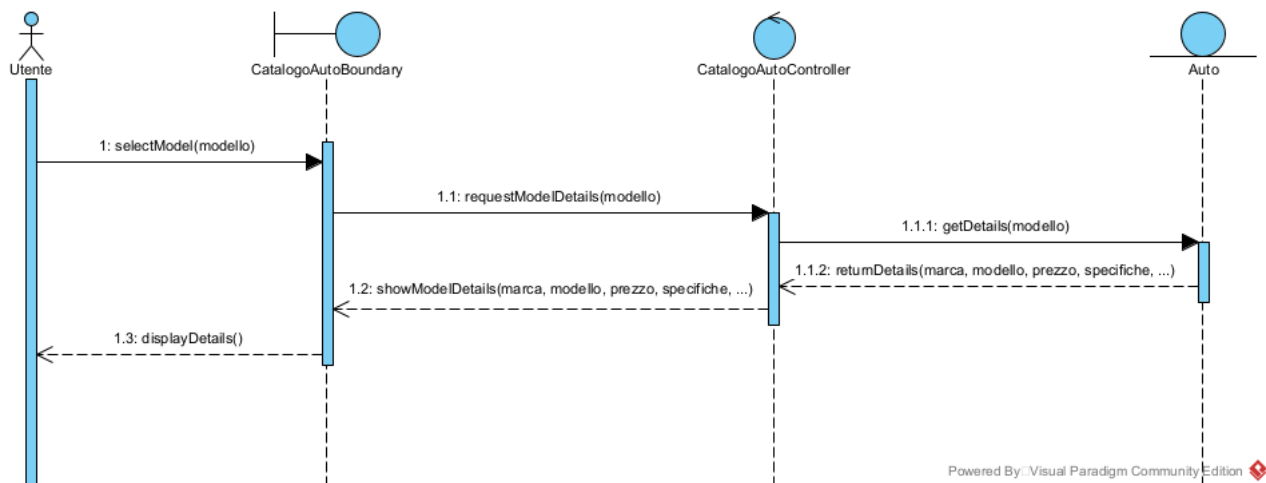 Utente
CatalogoAutoBoundary
CatalogoAutoController
Auto
1: selectModel(modello)
1.1: requestModelDetails(modello)
1.1.1: getDetails(modello)
1.1.2: returnDetails(marca, modello, prezzo, specifiche, ...)
1.2: showModelDetails(marca, modello, prezzo, specifiche, ...)
1.3: displayDetails()
Powered By Visual Paradigm Community Edition